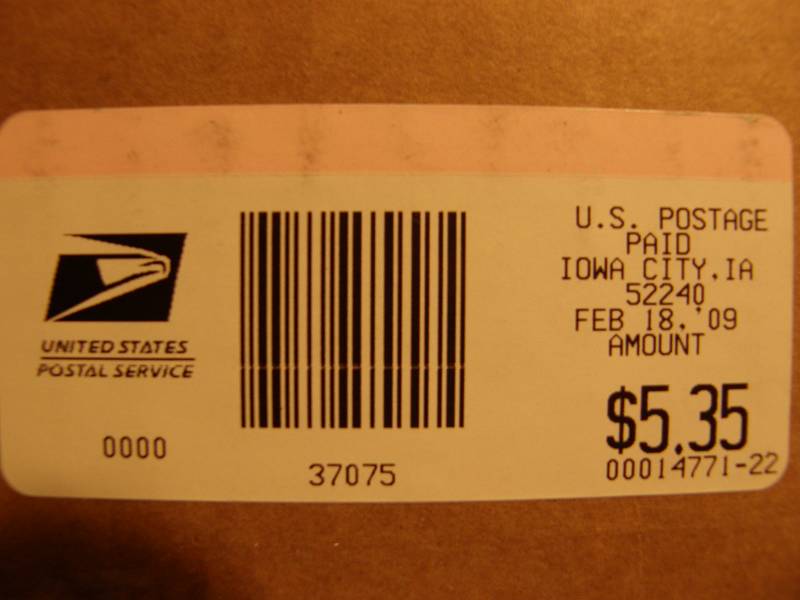 UNITED STATES
POSTAL SERVICE
0000
37075
U.S. POSTAGE
PAID
IOWA CITY,IA
52240
FEB 18,'09
AMOUNT
$5.35
00014771-22